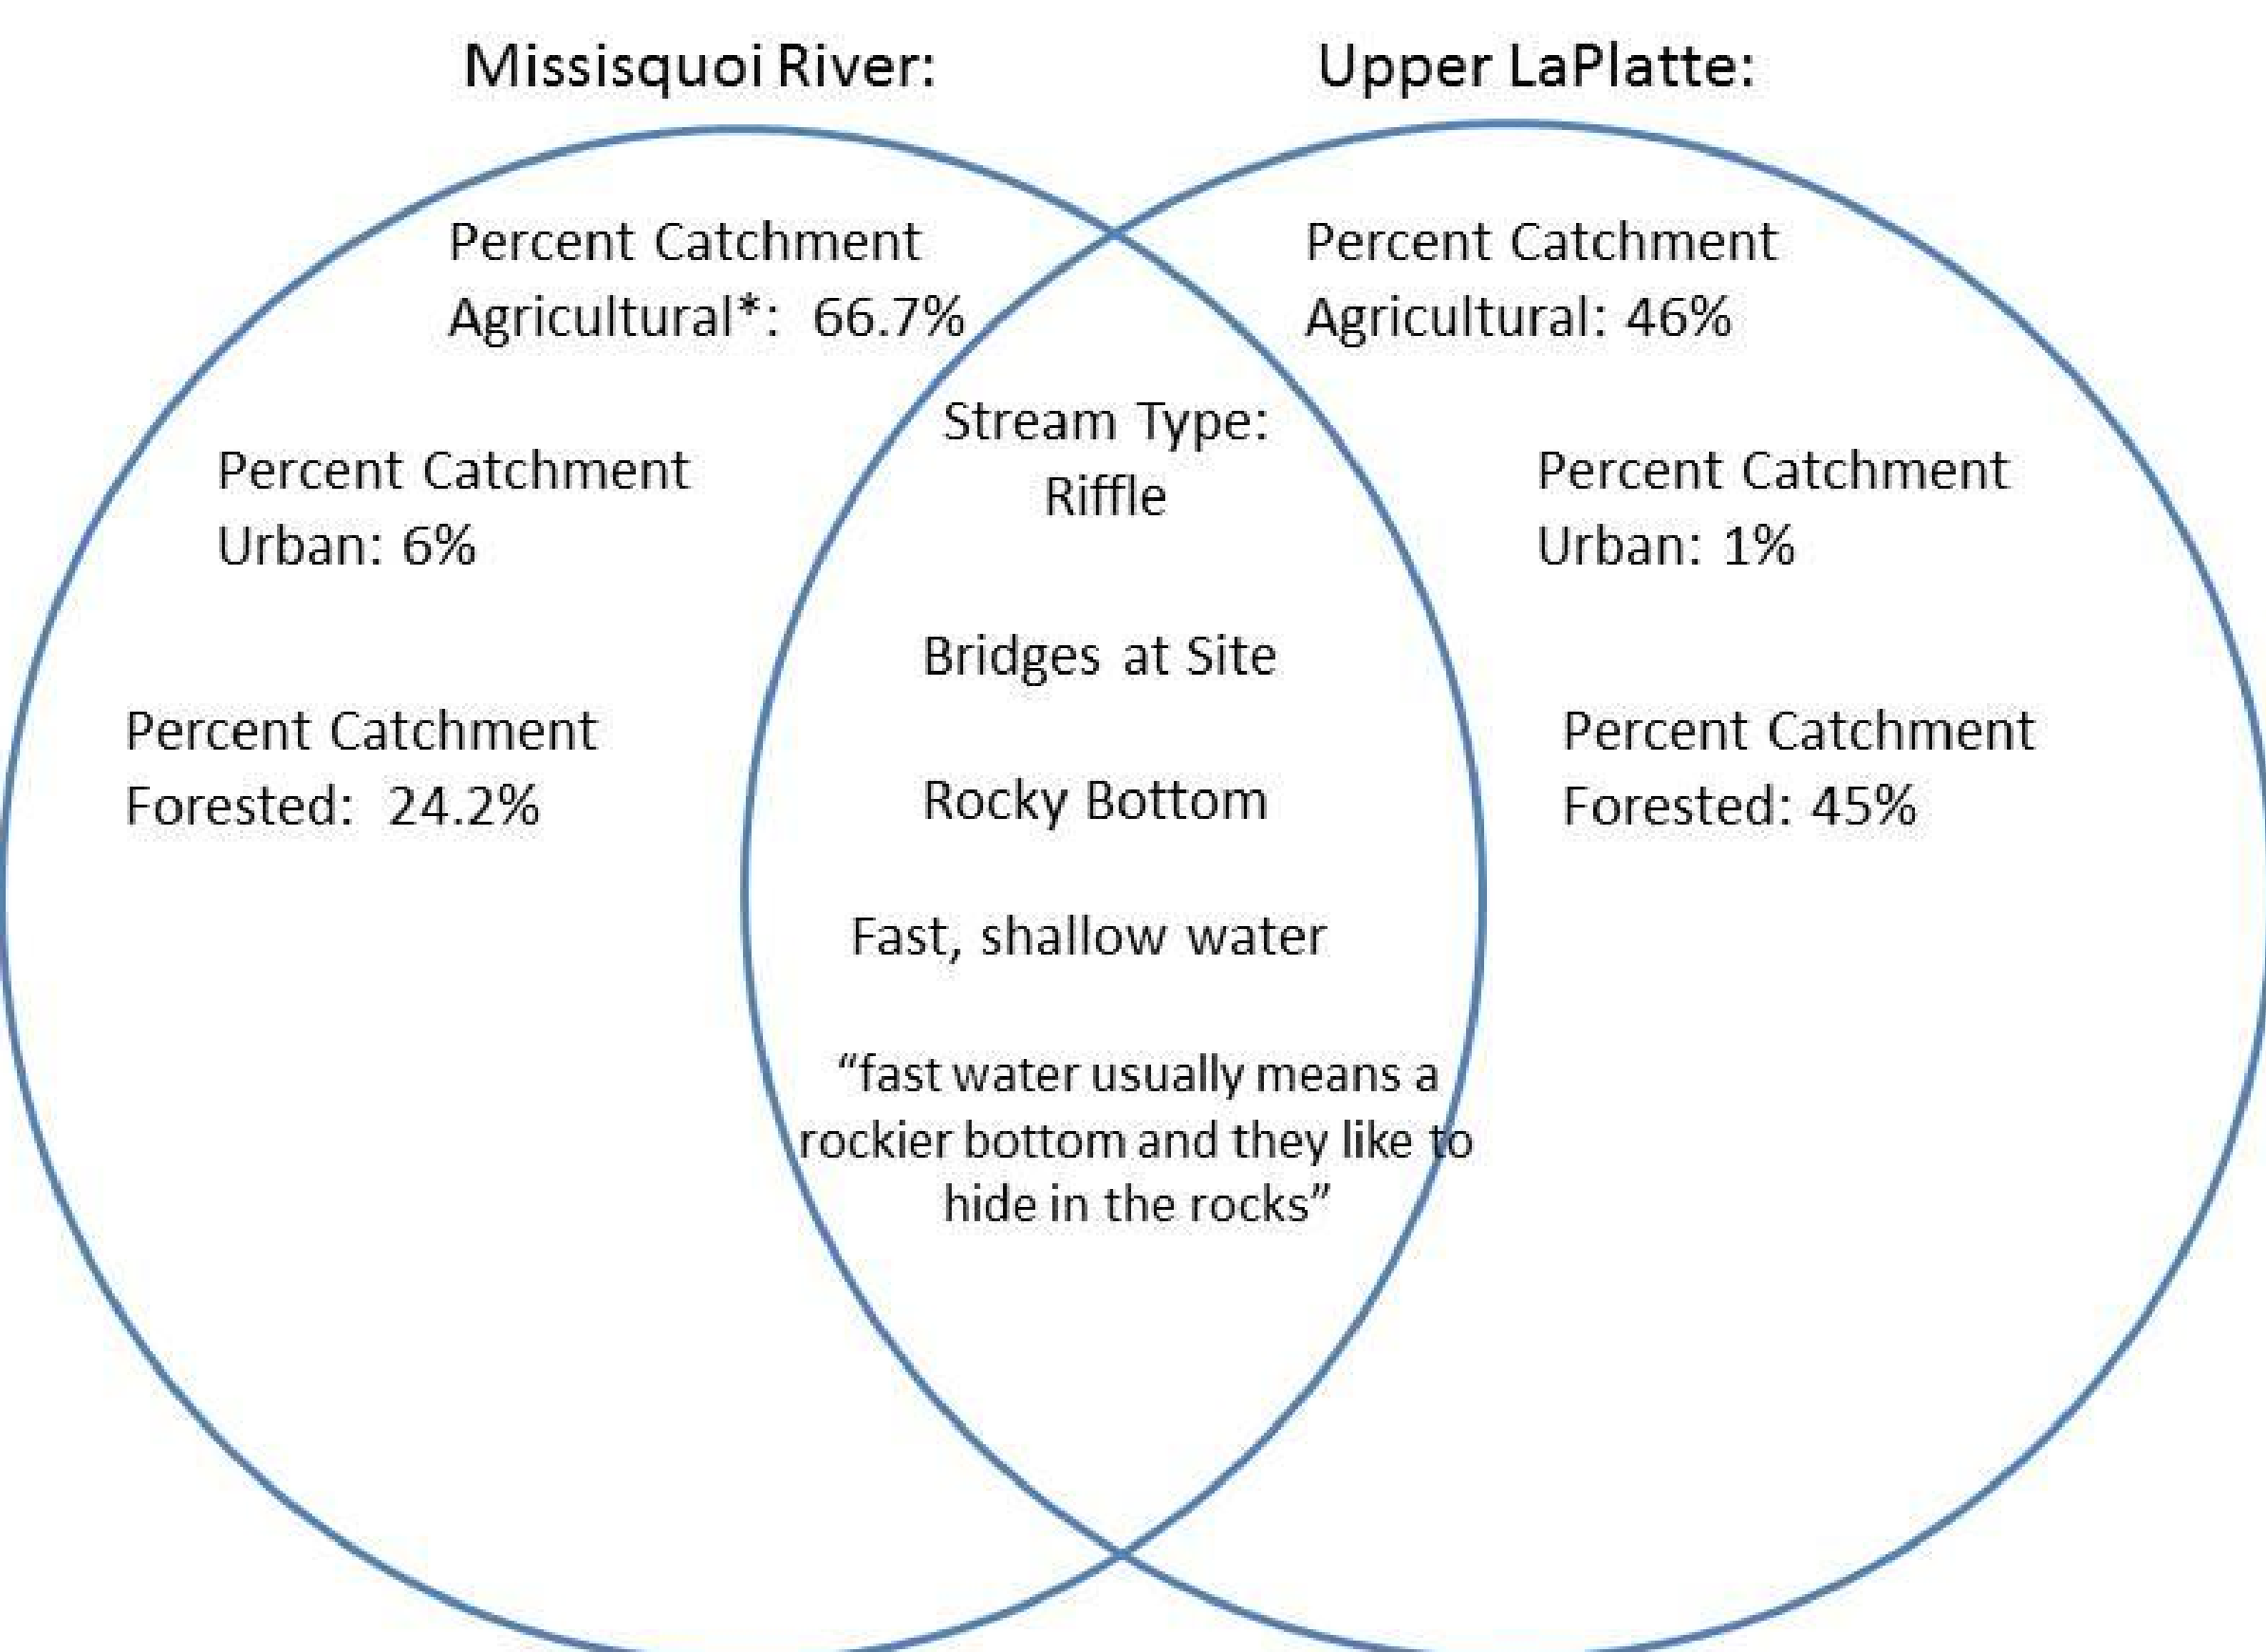 Missisquoi River:
Upper LaPlatte:
Percent Catchment
Agricultural*: 66.7%
Percent Catchment
Urban: 6%
Percent Catchment
Forested: 24.2%
Stream Type:
Riffle
Bridges at Site
Rocky Bottom
Fast, shallow water
“fast water usually means a
rockier bottom and they like to
hide in the rocks”
Percent Catchment
Agricultural: 46%
Percent Catchment
Urban: 1%
Percent Catchment
Forested: 45%